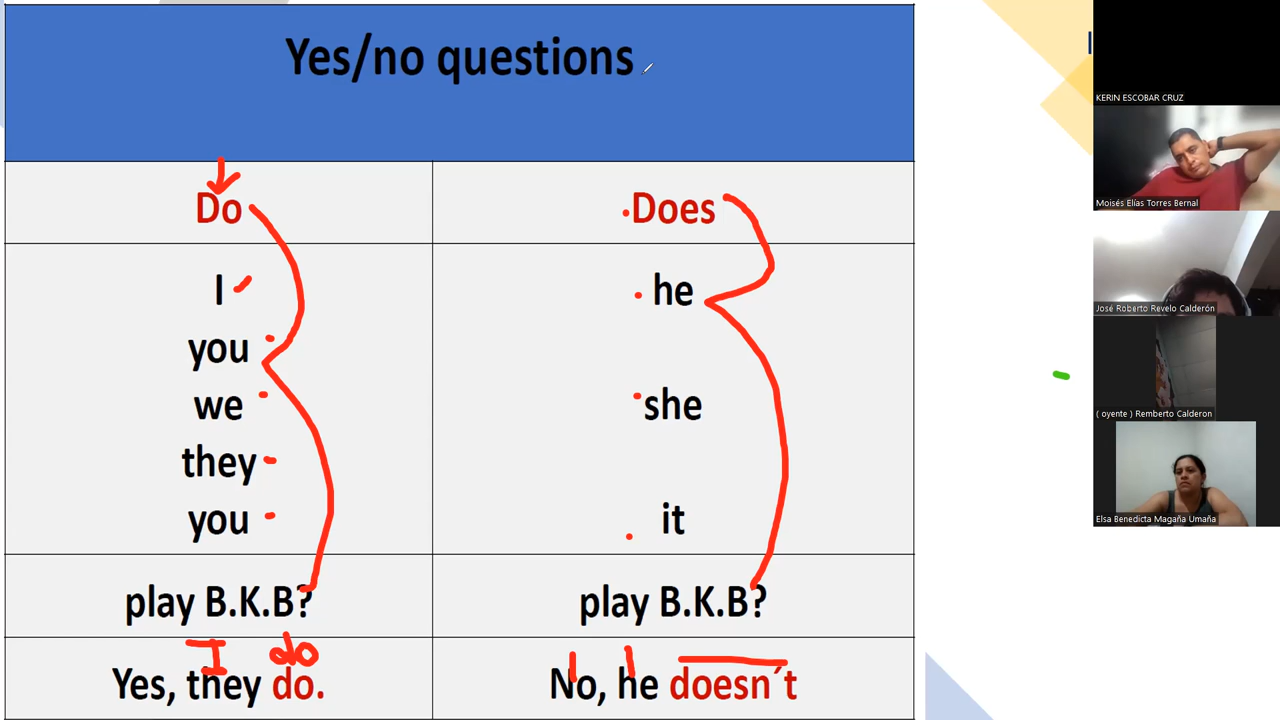 Yes/no questions
Do
Does
I
he
you
we
she
they
you
it
play B.K.B?
play B.K.B?
I do
Yes, they do.
No, he doesn´t
KERIN ESCOBAR CRUZ
Moisés Elías Torres Bernal
José Roberto Revelo Calderón
( oyente ) Remberto Calderon
Elsa Benedicta Magaña Umaña